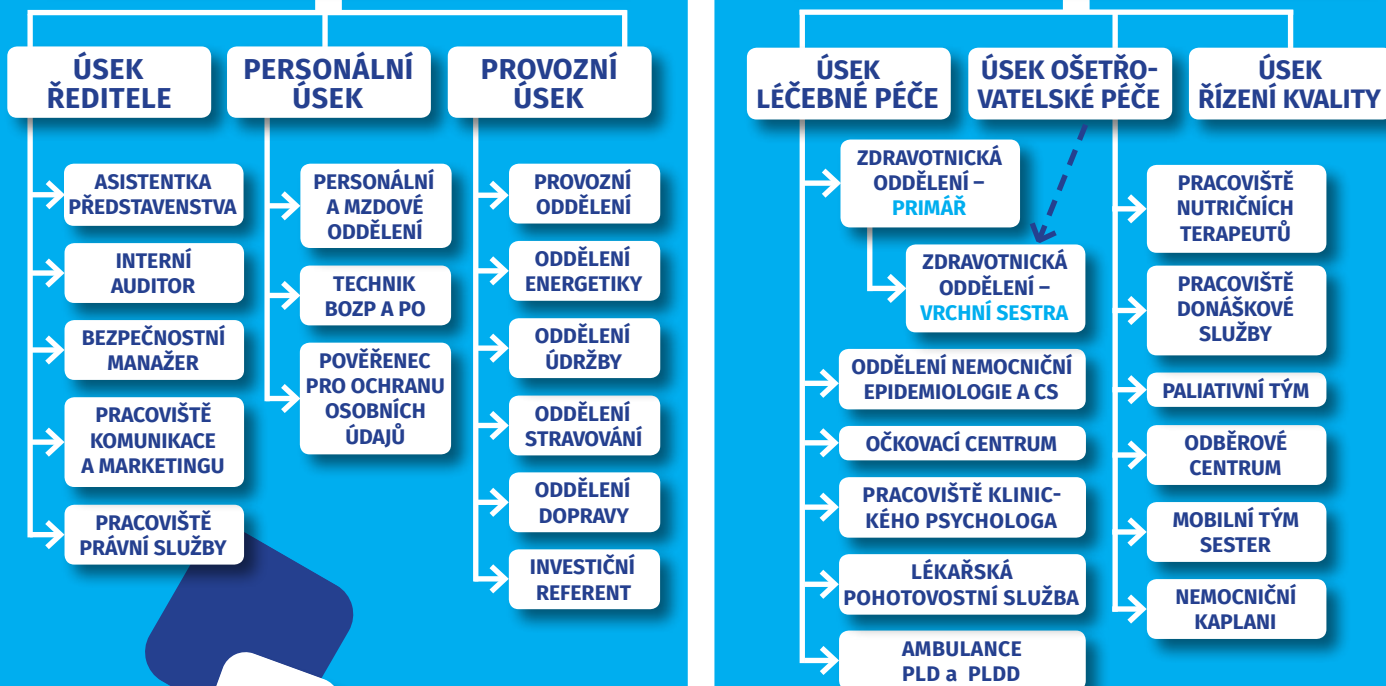 ÚSEK
ŘEDITELE
ASISTENTKA
PŘEDSTAVENSTVA
INTERNÍ
AUDITOR
BEZPEČNOSTNÍ
MANAŽER
PRACOVIŠTĚ
KOMUNIKACE
A MARKETINGU
PRACOVIŠTĚ
PRÁVNÍ SLUŽBY
PERSONÁLNÍ
ÚSEK
PERSONÁLNÍ
A MZDOVÉ
ODDĚLENÍ
TECHNIK
BOZP A PO
POVĚŘENEC
PRO OCHRANU
OSOBNÍCH
ÚDAJŮ
PROVOZNÍ
ÚSEK
PROVOZNÍ
ODDĚLENÍ
ODDĚLENÍ
ENERGETIKY
ODDĚLENÍ
ÚDRŽBY
ODDĚLENÍ
STRAVOVÁNÍ
ODDĚLENÍ
DOPRAVY
INVESTIČNÍ
REFERENT
ÚSEK
LÉČEBNÉ PÉČE
ZDRAVOTNICKÁ
ODDĚLENÍ –
PRIMÁŘ
ZDRAVOTNICKÁ
ODDĚLENÍ –
VRCHNÍ SESTRA
ODDĚLENÍ NEMOCNIČNÍ
EPIDEMIOLOGIE A CS
OČKOVACÍ CENTRUM
PRACOVIŠTĚ KLINIC-
KÉHO PSYCHOLOGA
LÉKAŘSKÁ
POHOTOVOSTNÍ SLUŽBA
AMBULANCE
PLD a PLDD
ÚSEK OŠETŘO-
VATELSKÉ PÉČE
PRACOVIŠTĚ
NUTRIČNÍCH
TERAPEUTŮ
PRACOVIŠTĚ
DONÁŠKOVÉ
SLUŽBY
PALIATIVNÍ TÝM
ODBĚROVÉ
CENTRUM
MOBILNÍ TÝM
SESTER
NEMOCNIČNÍ
KAPLANI
ÚSEK
ŘÍZENÍ KVALITY